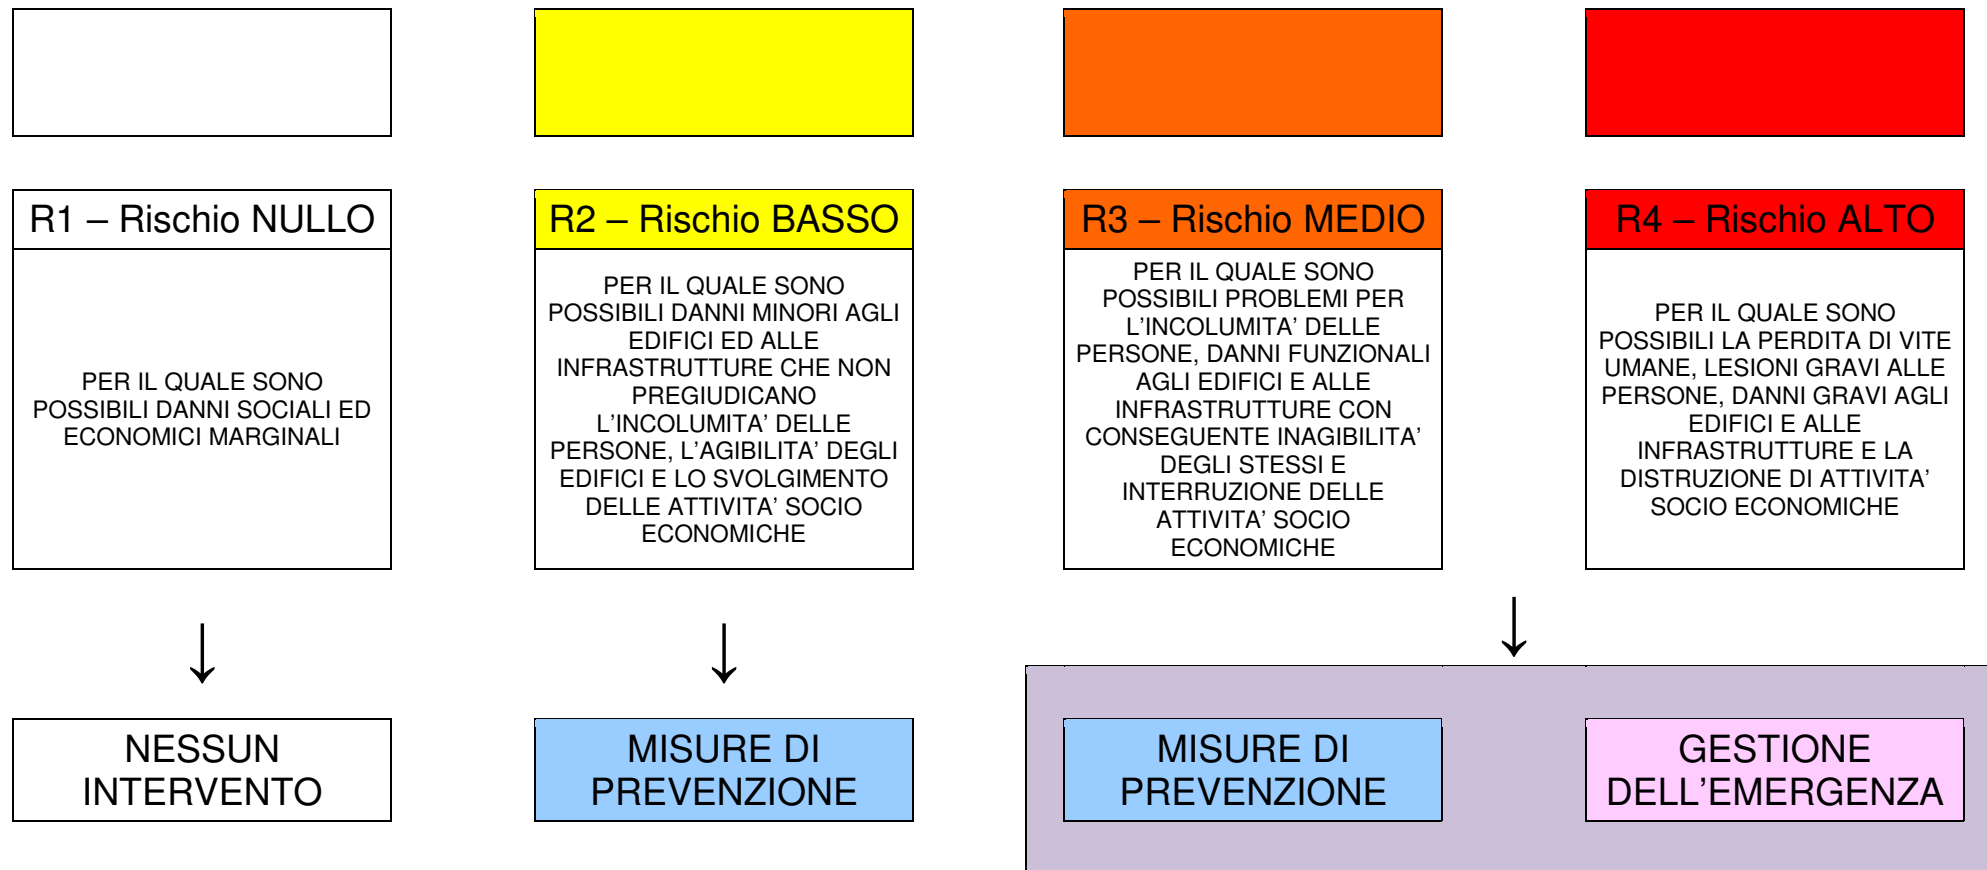 R1 – Rischio NULLO
PER IL QUALE SONO
POSSIBILI DANNI SOCIALI ED
ECONOMICI MARGINALI
NESSUN
INTERVENTO
R2 – Rischio BASSO
PER IL QUALE SONO
POSSIBILI DANNI MINORI AGLI
EDIFICI ED ALLE
INFRASTRUTTURE CHE NON
PREGIUDICANO
L'INCOLUMITA' DELLE
PERSONE, L'AGIBILITA' DEGLI
EDIFICI E LO SVOLGIMENTO
DELLE ATTIVITA' SOCIO
ECONOMICHE
MISURE DI
PREVENZIONE
R3 – Rischio MEDIO
PER IL QUALE SONO
POSSIBILI PROBLEMI PER
L'INCOLUMITA' DELLE
PERSONE, DANNI FUNZIONALI
AGLI EDIFICI E ALLE
INFRASTRUTTURE CON
CONSEGUENTE INAGIBILITA'
DEGLI STESSI E
INTERRUZIONE DELLE
ATTIVITA' SOCIO
ECONOMICHE
MISURE DI
PREVENZIONE
R4 – Rischio ALTO
PER IL QUALE SONO
POSSIBILI LA PERDITA DI VITE
UMANE, LESIONI GRAVI ALLE
PERSONE, DANNI GRAVI AGLI
EDIFICI E ALLE
INFRASTRUTTURE E LA
DISTRUZIONE DI ATTIVITA'
SOCIO ECONOMICHE
GESTIONE
DELL'EMERGENZA